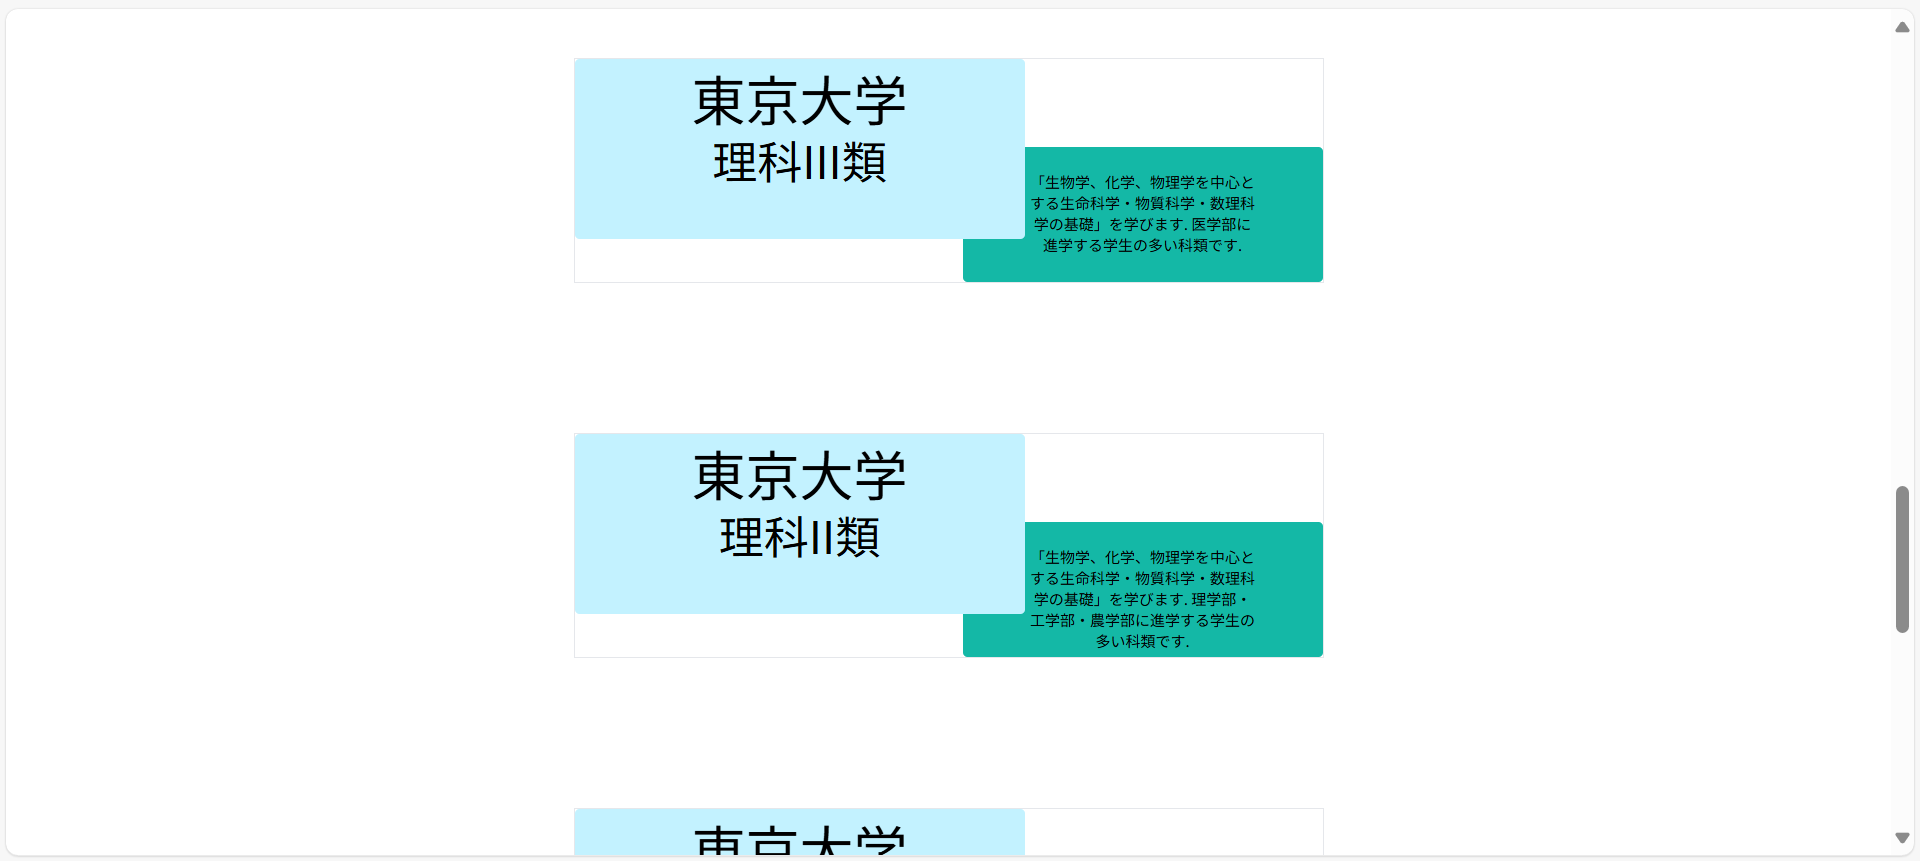 東京大学
理科III類
「生物学、化学、物理学を中心と
する生命科学・物質科学・数理科
学の基礎」を学びます. 医学部に
進学する学生の多い科類です.
東京大学
理科II類
「生物学、化学、物理学を中心と
する生命科学・物質科学・数理科
学の基礎」を学びます. 理学部・
工学部・農学部に進学する学生の
多い科類です.
東京大学